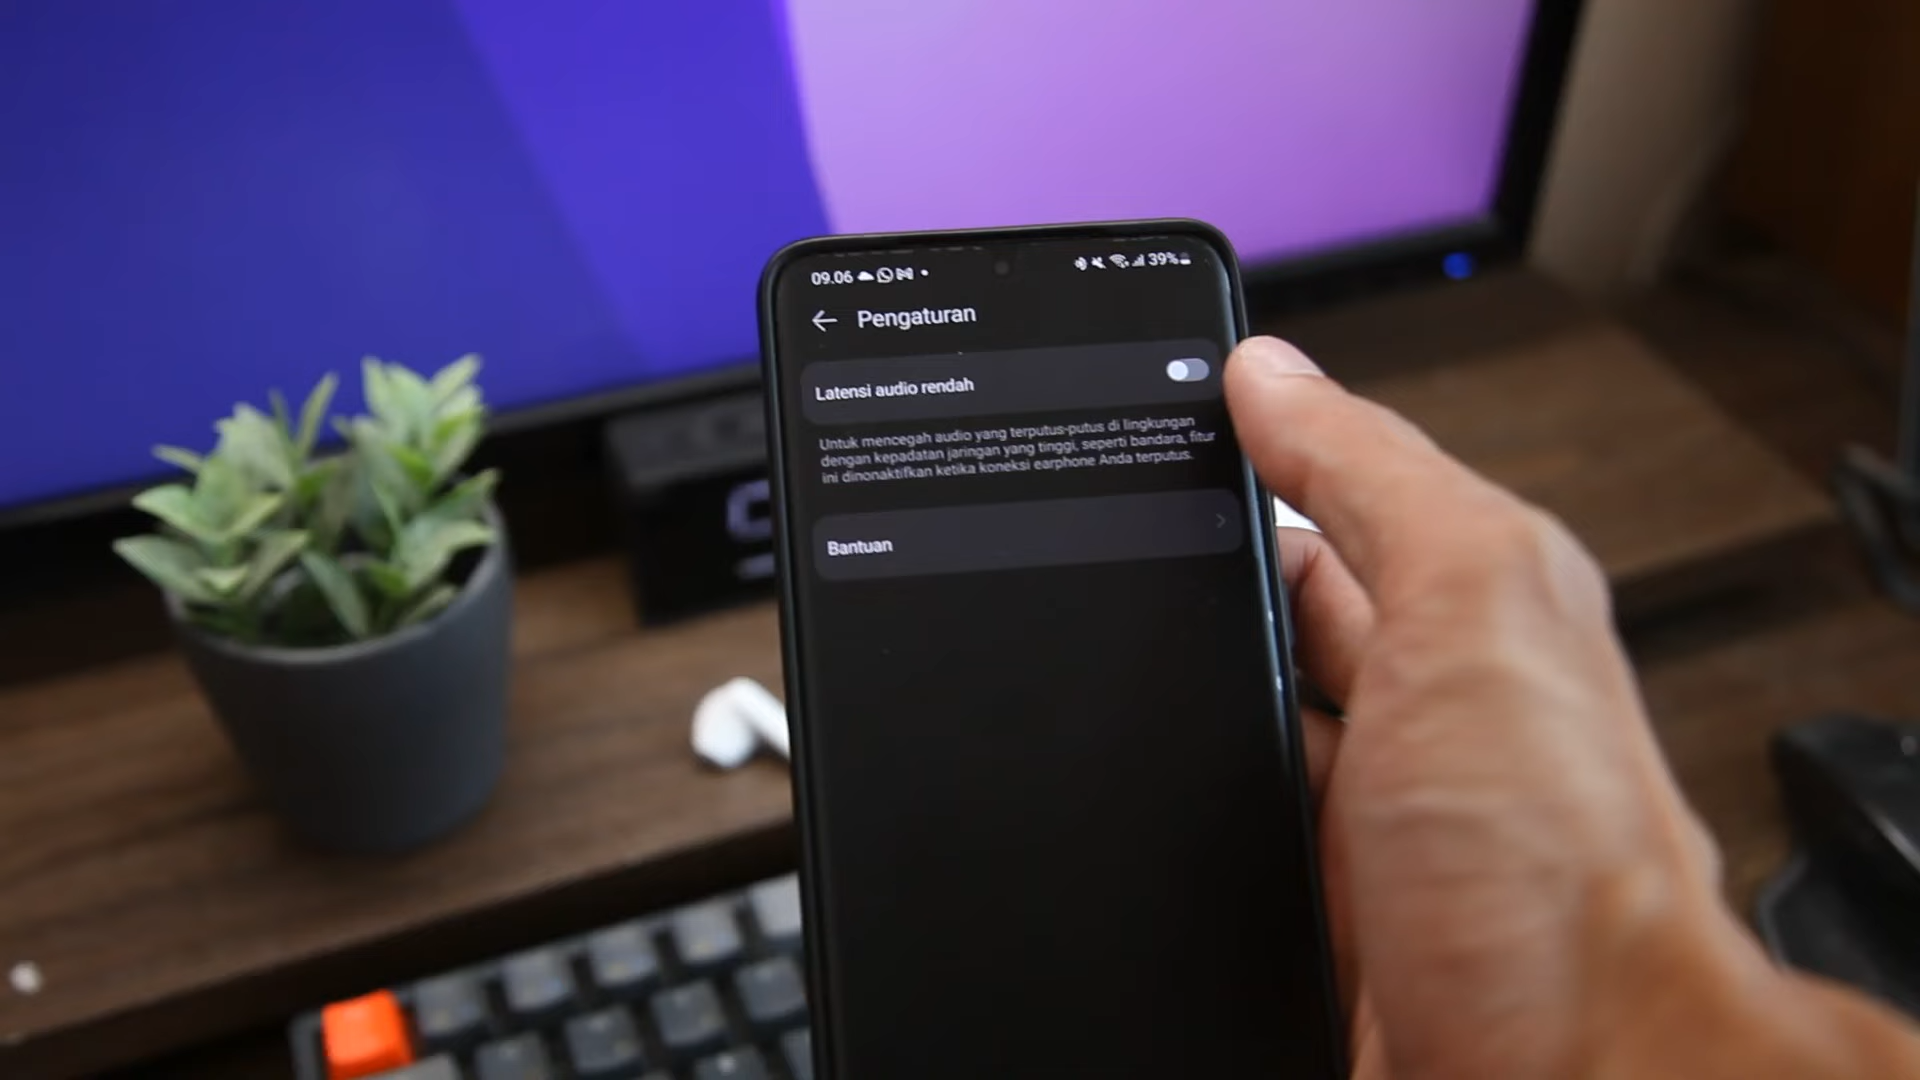 09.06
39%
Pengaturan
Latensi audio rendah
Untuk mencegah audio yang terputus-putus di lingkungan
dengan kepadatan jaringan yang tinggi, seperti bandara, fitur
ini dinonaktifkan ketika koneksi earphone Anda terputus.
Bantuan